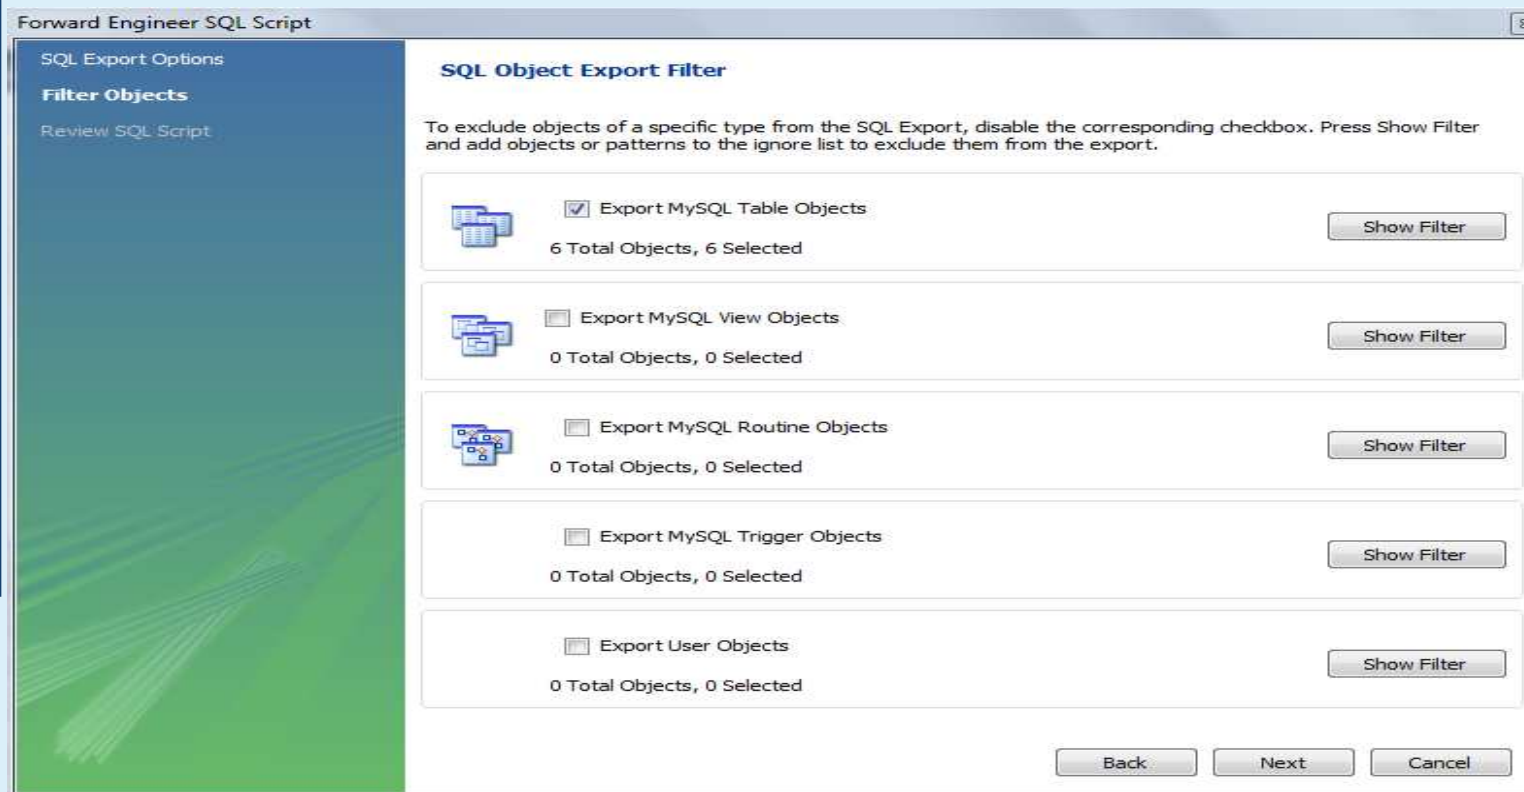 Forward Engineer SQL Script
SQL Export Options
Filter Objects
Review SQL Script
SQL Object Export Filter
To exclude objects of a specific type from the SQL Export, disable the corresponding checkbox. Press Show Filter
and add objects or patterns to the ignore list to exclude them from the export.
Export MySQL Table Objects
6 Total Objects, 6 Selected
Show Filter
Export MySQL View Objects
0 Total Objects, 0 Selected
Show Filter
Export MySQL Routine Objects
0 Total Objects, 0 Selected
Show Filter
Export MySQL Trigger Objects
0 Total Objects, 0 Selected
Show Filter
Export User Objects
0 Total Objects, 0 Selected
Show Filter
Back Next Cancel